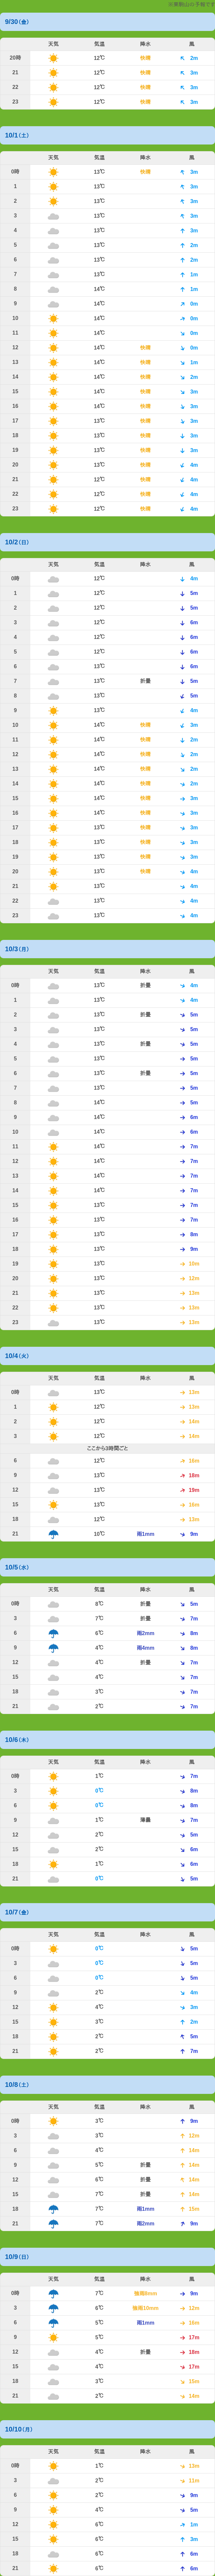 9/30（金）
天気 気温 降水 風
20時 12℃ 快晴 2m
21 12℃ 快晴 3m
22 12℃ 快晴 3m
23 12℃ 快晴 3m
10/1（土）
天気 気温 降水 風
0時 13℃ 快晴 3m
1 13℃ 3m
2 13℃ 3m
3 13℃ 3m
4 13℃ 3m
5 13℃ 2m
6 13℃ 2m
7 13℃ 1m
8 14℃ 1m
9 14℃ 0m
10 14℃ 0m
11 14℃ 0m
12 14℃ 快晴 0m
13 14℃ 快晴 1m
14 14℃ 快晴 2m
15 14℃ 快晴 3m
16 14℃ 快晴 3m
17 13℃ 快晴 3m
18 13℃ 快晴 3m
19 13℃ 快晴 3m
20 13℃ 快晴 4m
21 13℃ 快晴 4m
22 13℃ 快晴 4m
23 13℃ 快晴 4m
10/2（日）
天気 気温 降水 風
0時 12℃ 4m
1 12℃ 5m
2 12℃ 5m
3 12℃ 6m
4 12℃ 6m
5 12℃ 6m
6 13℃ 6m
7 13℃ 折曇 5m
8 13℃ 5m
9 13℃ 4m
10 14℃ 快晴 3m
11 14℃ 快晴 2m
12 14℃ 快晴 2m
13 14℃ 快晴 2m
14 14℃ 快晴 2m
15 14℃ 快晴 3m
16 14℃ 快晴 3m
17 13℃ 快晴 3m
18 13℃ 快晴 3m
19 13℃ 快晴 3m
20 13℃ 快晴 4m
21 13℃ 4m
22 13℃ 4m
23 13℃ 4m
10/3（月）
天気 気温 降水 風
0時 13℃ 折曇 4m
1 13℃ 4m
2 13℃ 折曇 5m
3 13℃ 5m
4 13℃ 折曇 5m
5 13℃ 5m
6 13℃ 折曇 5m
7 13℃ 5m
8 14℃ 5m
9 14℃ 6m
10 14℃ 6m
11 14℃ 7m
12 14℃ 7m
13 14℃ 7m
14 14℃ 7m
15 13℃ 7m
16 13℃ 7m
17 13℃ 8m
18 13℃ 9m
19 13℃ 10m
20 13℃ 12m
21 13℃ 13m
22 13℃ 13m
23 13℃ 13m
10/4（火）
天気 気温 降水 風
0時 13℃ 13m
1 12℃ 13m
2 12℃ 14m
3 12℃ 14m
ここから3時間ごと
6 12℃ 16m
9 13℃ 18m
12 13℃ 19m
15 13℃ 16m
18 12℃ 13m
21 10℃ 雨1mm 9m
10/5（水）
天気 気温 降水 風
0時 8℃ 折曇 5m
3 7℃ 折曇 7m
6 6℃ 雨2mm 8m
9 4℃ 雨4mm 8m
12 4℃ 折曇 7m
15 4℃ 7m
18 3℃ 7m
21 2℃ 7m
10/6（木）
天気 気温 降水 風
0時 1℃ 7m
3 0℃ 8m
6 0℃ 8m
9 1℃ 薄曇 7m
12 2℃ 5m
15 2℃ 6m
18 1℃ 6m
21 0℃ 5m
10/7（金）
天気 気温 降水 風
0時 0℃ 5m
3 0℃ 5m
6 0℃ 5m
9 2℃ 4m
12 4℃ 3m
15 3℃ 2m
18 2℃ 5m
21 2℃ 7m
10/8（土）
天気 気温 降水 風
0時 3℃ 9m
3 3℃ 12m
6 4℃ 14m
9 5℃ 折曇 14m
12 6℃ 折曇 14m
15 7℃ 折曇 14m
18 7℃ 雨1mm 10m
21 7℃ 雨2mm 9m
10/9（日）
天気 気温 降水 風
0時 7℃ 強雨8mm 9m
3 6℃ 強雨10mm 12m
6 5℃ 雨1mm 16m
9 5℃ 17m
12 4℃ 折曇 18m
15 4℃ 17m
18 3℃ 15m
21 2℃ 14m
10/10（月）
天気 気温 降水 風
0時 1℃ 13m
3 2℃ 11m
6 2℃ 9m
9 4℃ 5m
12 6℃ 1m
15 6℃ 3m
18 6℃ 6m
21 6℃ 6m